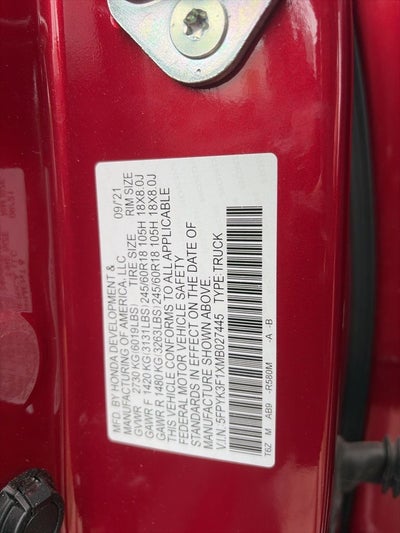 MFD. BY HONDA DEVELOPMENT &
MANUFACTURING OF AMERICA, LLC 09/'21
GAWR 2730 KG(6019LBS) TIRE SIZE RIM SIZE
GAWR F 1420 KG(3131LBS)245/60R18 105H 18X8.0J
GAWR R 1480 KG(3263LBS)245/60R18 105H 18X8.0J
THIS VEHICLE CONFORMS TO ALL APPLICABLE
FEDERAL MOTOR VEHICLE SAFETY
STANDARDS IN EFFECT ON THE DATE OF
MANUFACTURE SHOWN ABOVE.
V.I.N. 5FPYK3F1XMB027445 TYPE:TRUCK
T6Z M AB9 -R580M -A -B